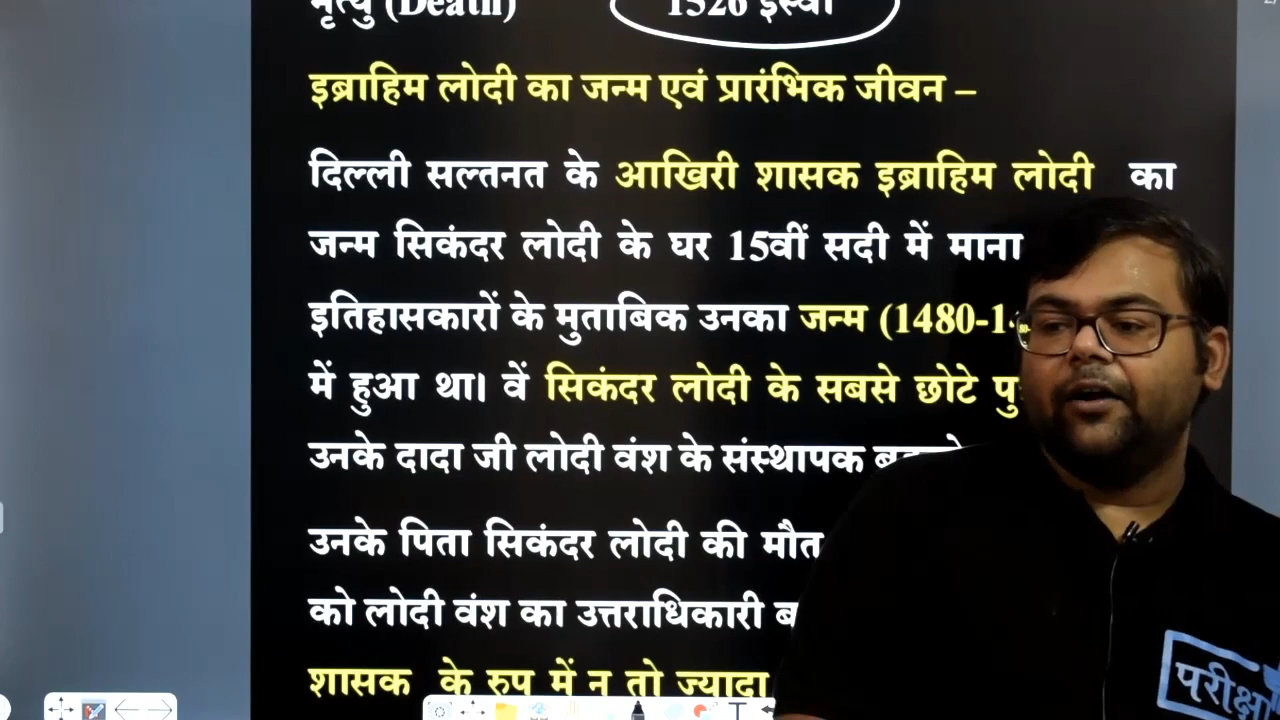 मृत्यु (Death) 1526 इस्वी
इब्राहिम लोदी का जन्म एवं प्रारंभिक जीवन –
दिल्ली सल्तनत के आखिरी शासक इब्राहिम लोदी का
जन्म सिकंदर लोदी के घर 15वीं सदी में माना
इतिहासकारों के मुताबिक उनका जन्म (1480-1
में हुआ था। वें सिकंदर लोदी के सबसे छोटे
उनके दादा जी लोदी वंश के संस्थापक
उनके पिता सिकंदर लोदी की मौत
को लोदी वंश का उत्तराधिकारी
शासक के रुप में न तो ज्यादा
परीक्षा